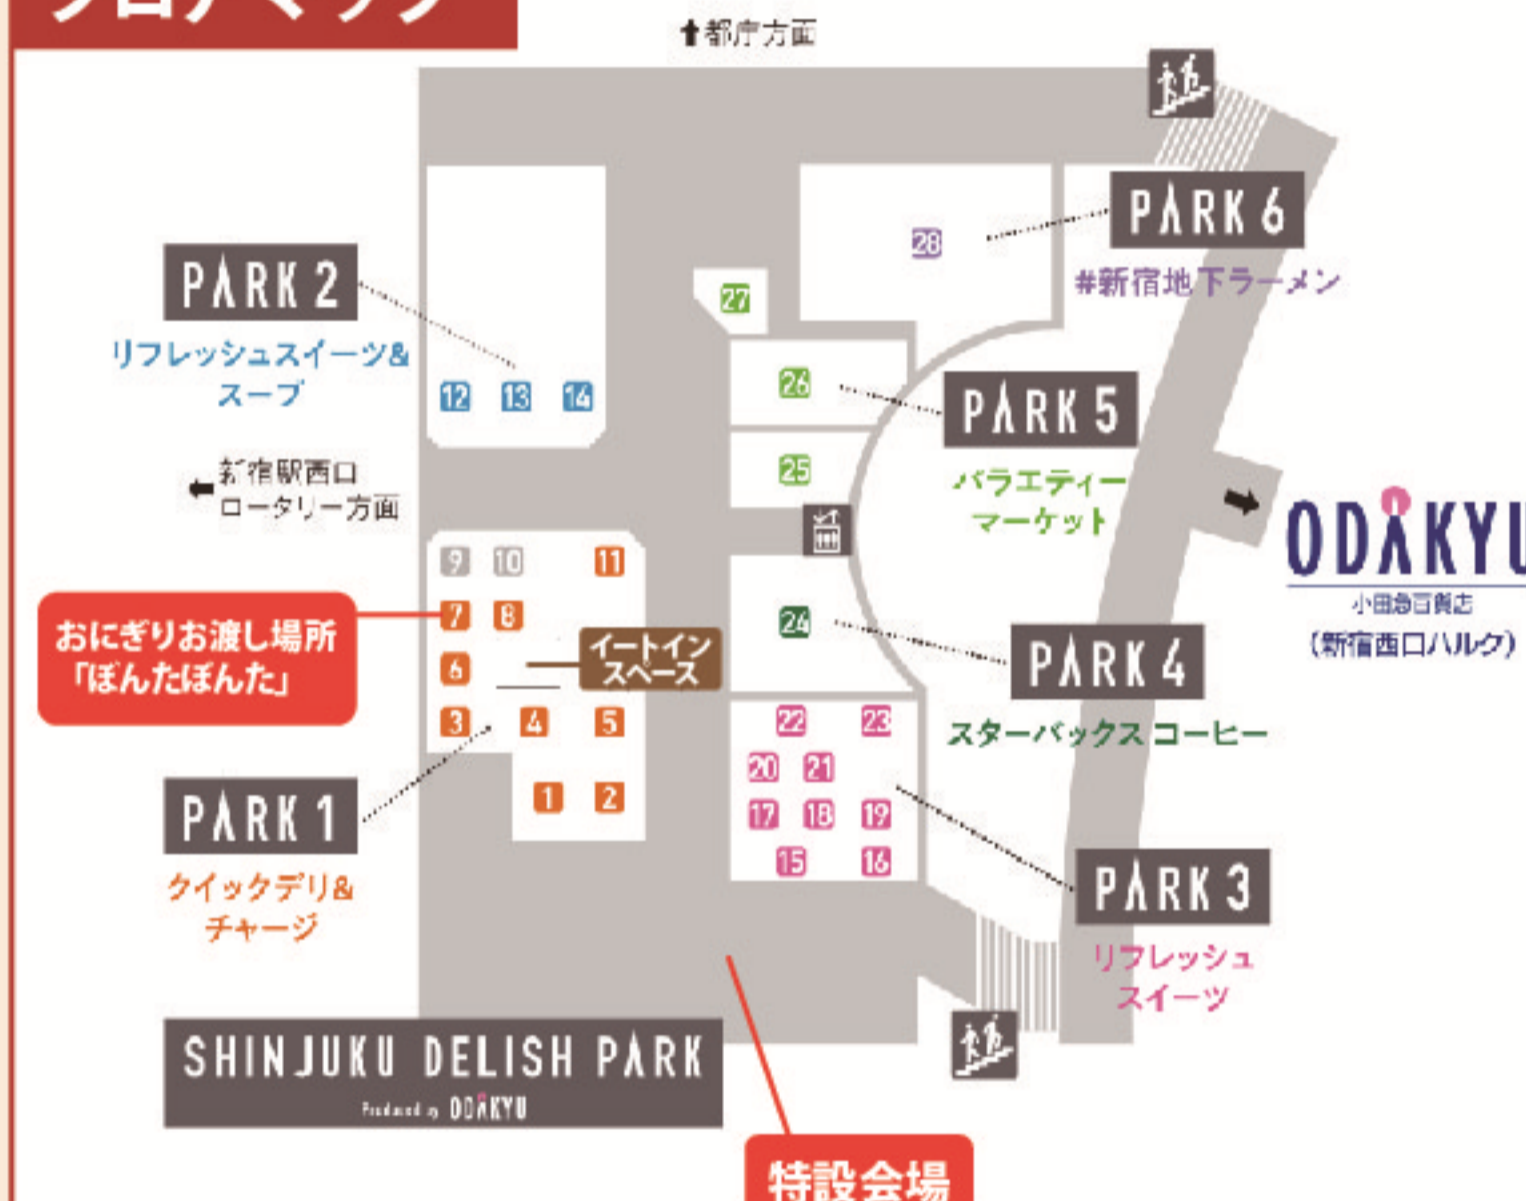 フロアマップ
↑都庁方面
PARK 6
28
#新宿地下ラーメン
PARK 2
27
リフレッシュスイーツ&
スープ
26
12 13 14
PARK 5
バラエティー
マーケット
25
←新宿駅西口
ロータリー方面
→
ODAKYU
小田急百貨店
(新宿西口ハルク)
9 10 11
7 8
おにぎりお渡し場所
「ぼんたぼんた」
イートイン
スペース
6
24
PARK 4
スターバックス コーヒー
3 4 5
22 23
20 21
1 2
17 18 19
PARK 1
クイックデリ&
チャージ
15 16
PARK 3
リフレッシュ
スイーツ
SHINJUKU DELISH PARK
Produced by ODAKYU
特設会場